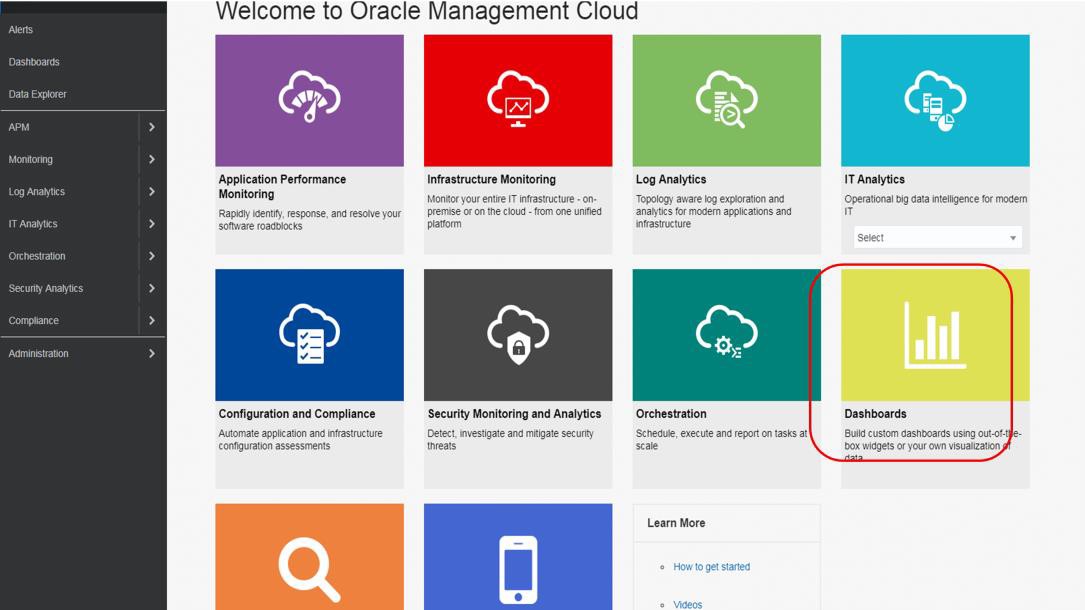 Welcome to Oracle Management Cloud
Alerts
Dashboards
Data Explorer
APM
Monitoring
Log Analytics
IT Analytics
Orchestration
Security Analytics
Compliance
Administration
Application Performance
Monitoring
Rapidly identify, response, and resolve your
software roadblocks
Infrastructure Monitoring
Monitor your entire IT infrastructure - on-
premise or on the cloud - from one unified
platform
Log Analytics
Topology aware log exploration and
analytics for modern applications and
infrastructure
IT Analytics
Operational big data intelligence for modern
IT
Select
Configuration and Compliance
Automate application and infrastructure
configuration assessments
Security Monitoring and Analytics
Detect, investigate and mitigate security
threats
Orchestration
Schedule, execute and report on tasks at
scale
Dashboards
Build custom dashboards using out-of-the-
box widgets or your own visualization of
data
Learn More
How to get started
Videos